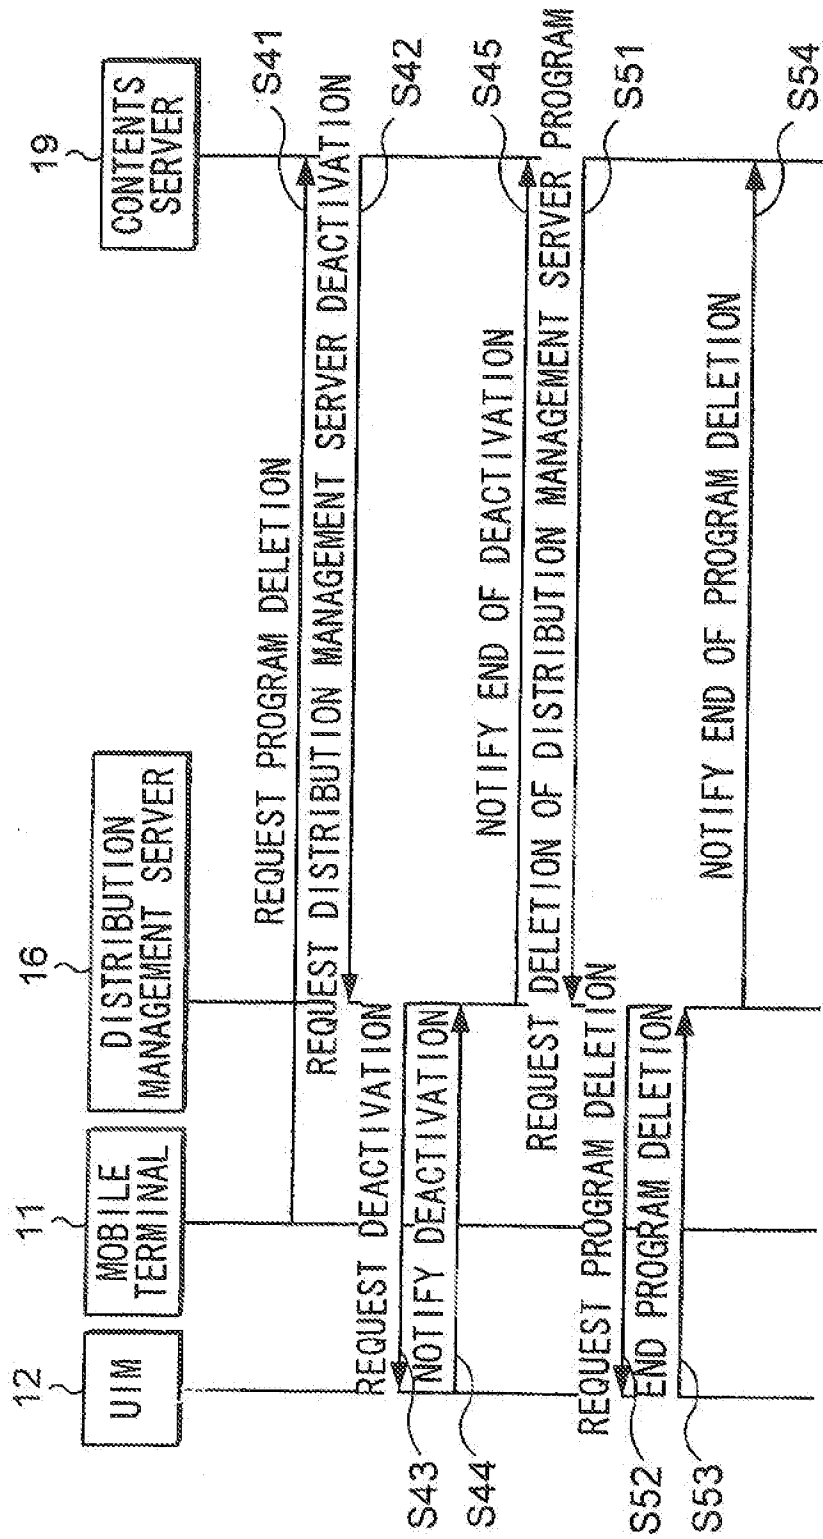 12
UIM
11
MOBILE
TERMINAL
16
DISTRIBUTION
MANAGEMENT SERVER
19
CONTENTS
SERVER
REQUEST PROGRAM DELETION
S41
REQUEST DISTRIBUTION MANAGEMENT SERVER DEACTIVATION
S42
REQUEST DEACTIVATION
S43
NOTIFY DEACTIVATION
S44
NOTIFY END OF DEACTIVATION
S45
REQUEST DELETION OF DISTRIBUTION MANAGEMENT SERVER PROGRAM
S51
REQUEST PROGRAM DELETION
S52
END PROGRAM DELETION
S53
NOTIFY END OF PROGRAM DELETION
S54